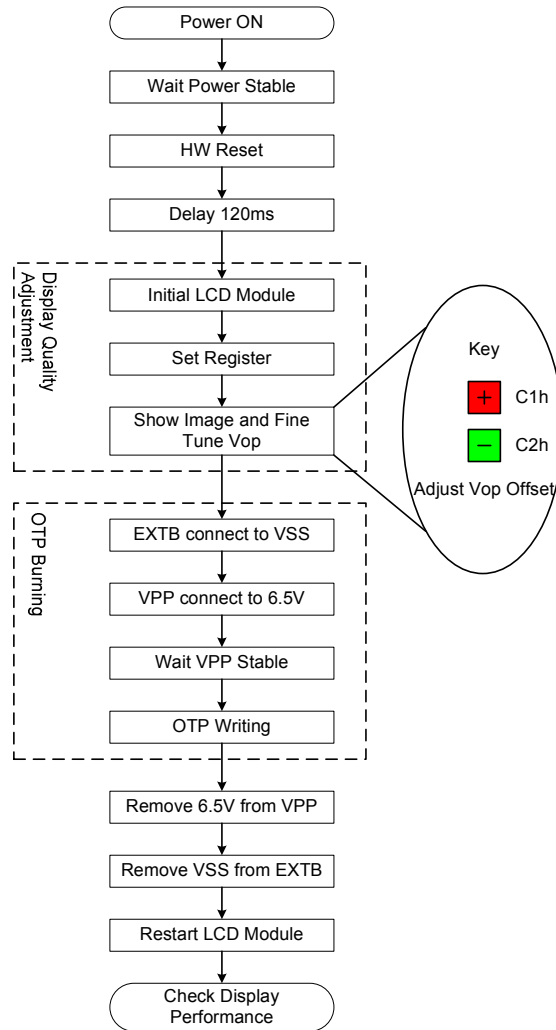 Power ON
Wait Power Stable
HW Reset
Delay 120ms
Display Quality
Adjustment
Initial LCD Module
Set Register
Show Image and Fine
Tune Vop
Key
+ C1h
− C2h
Adjust Vop Offset
OTP Burning
EXTB connect to VSS
VPP connect to 6.5V
Wait VPP Stable
OTP Writing
Remove 6.5V from VPP
Remove VSS from EXTB
Restart LCD Module
Check Display
Performance